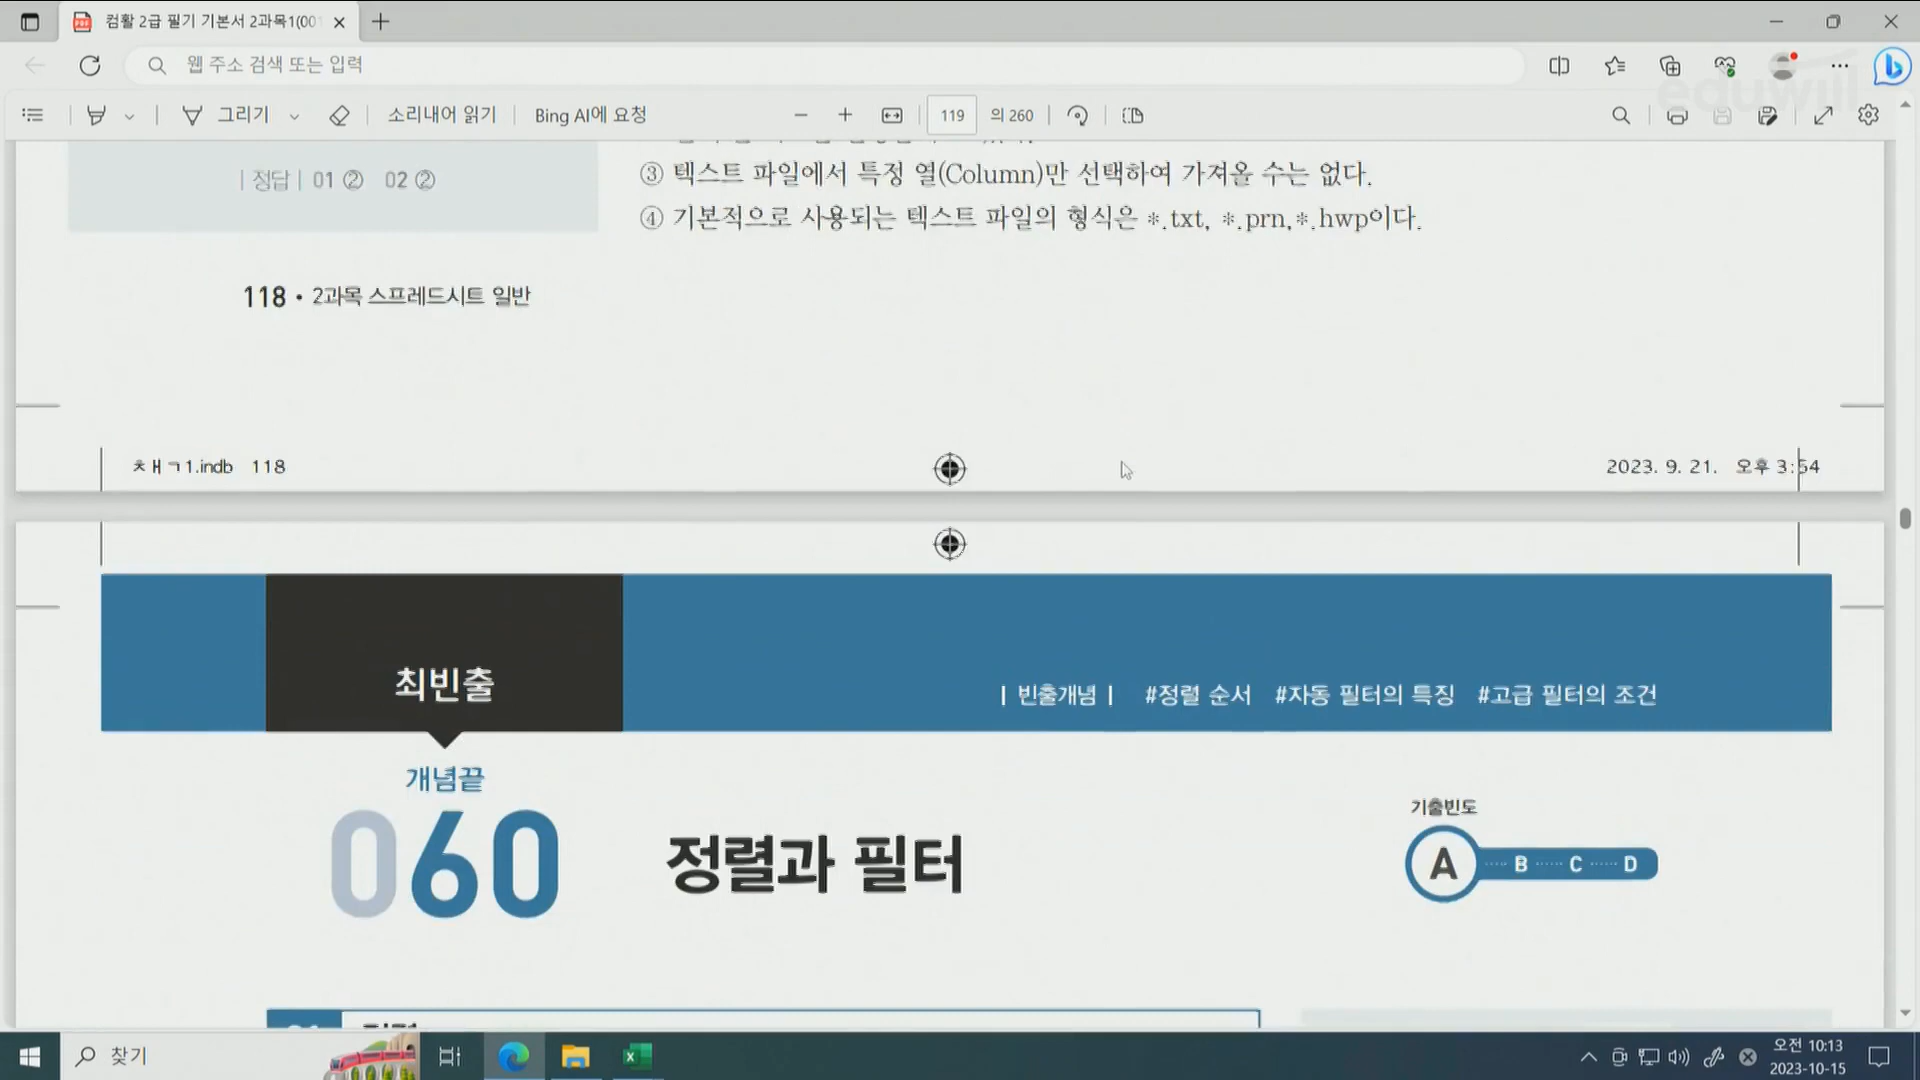 컴활 2급 필기 기본서 2과목1(001
웹 주소 검색 또는 입력
eduwill
그리기
소리내어 읽기
Bing AI에 요청
119
의 260
| 정답 | 01 ② 02 ②
③ 텍스트 파일에서 특정 열(Column)만 선택하여 가져올 수는 없다.
④ 기본적으로 사용되는 텍스트 파일의 형식은 *.txt, *.prn,*.hwp이다.
118 • 2과목 스프레드시트 일반
ㅊㅐㄱ1.indb 118
2023. 9. 21. 오후 3:54
최빈출
| 빈출개념 | #정렬 순서 #자동 필터의 특징 #고급 필터의 조건
개념끝
060
정렬과 필터
기출빈도
A B C D
찾기
오전 10:13
2023-10-15